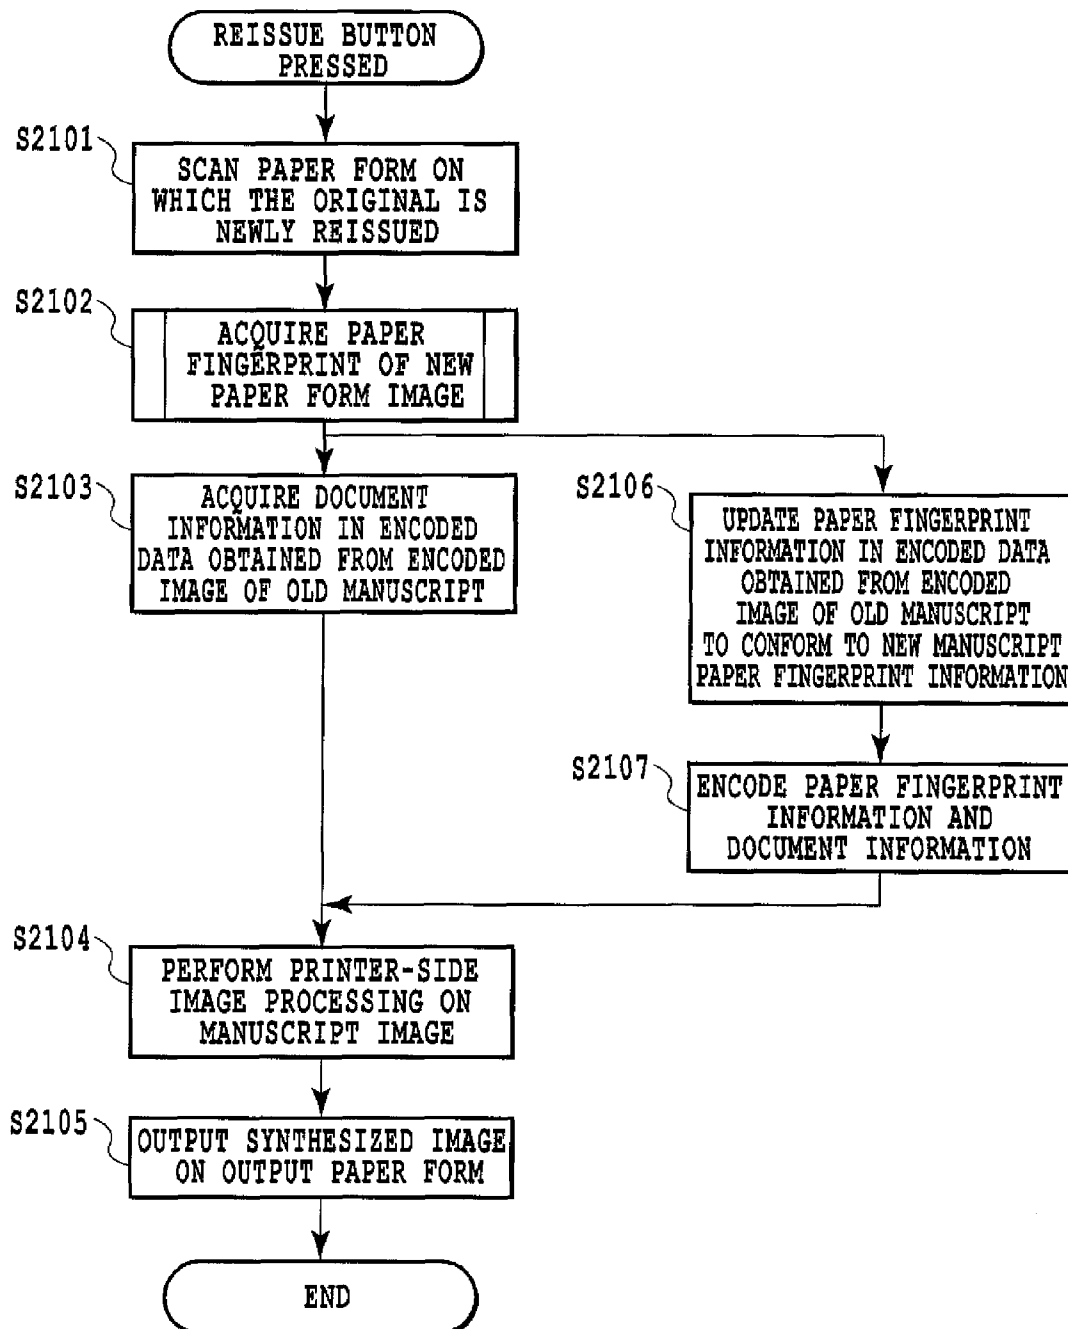 REISSUE BUTTON
PRESSED
S2101
SCAN PAPER FORM ON
WHICH THE ORIGINAL IS
NEWLY REISSUED
S2102
ACQUIRE PAPER
FINGERPRINT OF NEW
PAPER FORM IMAGE
S2103
ACQUIRE DOCUMENT
INFORMATION IN ENCODED
DATA OBTAINED FROM ENCODED
IMAGE OF OLD MANUSCRIPT
S2106
UPDATE PAPER FINGERPRINT
INFORMATION IN ENCODED DATA
OBTAINED FROM ENCODED
IMAGE OF OLD MANUSCRIPT
TO CONFORM TO NEW MANUSCRIPT
PAPER FINGERPRINT INFORMATION
S2107
ENCODE PAPER FINGERPRINT
INFORMATION AND
DOCUMENT INFORMATION
S2104
PERFORM PRINTER-SIDE
IMAGE PROCESSING ON
MANUSCRIPT IMAGE
S2105
OUTPUT SYNTHESIZED IMAGE
ON OUTPUT PAPER FORM
END